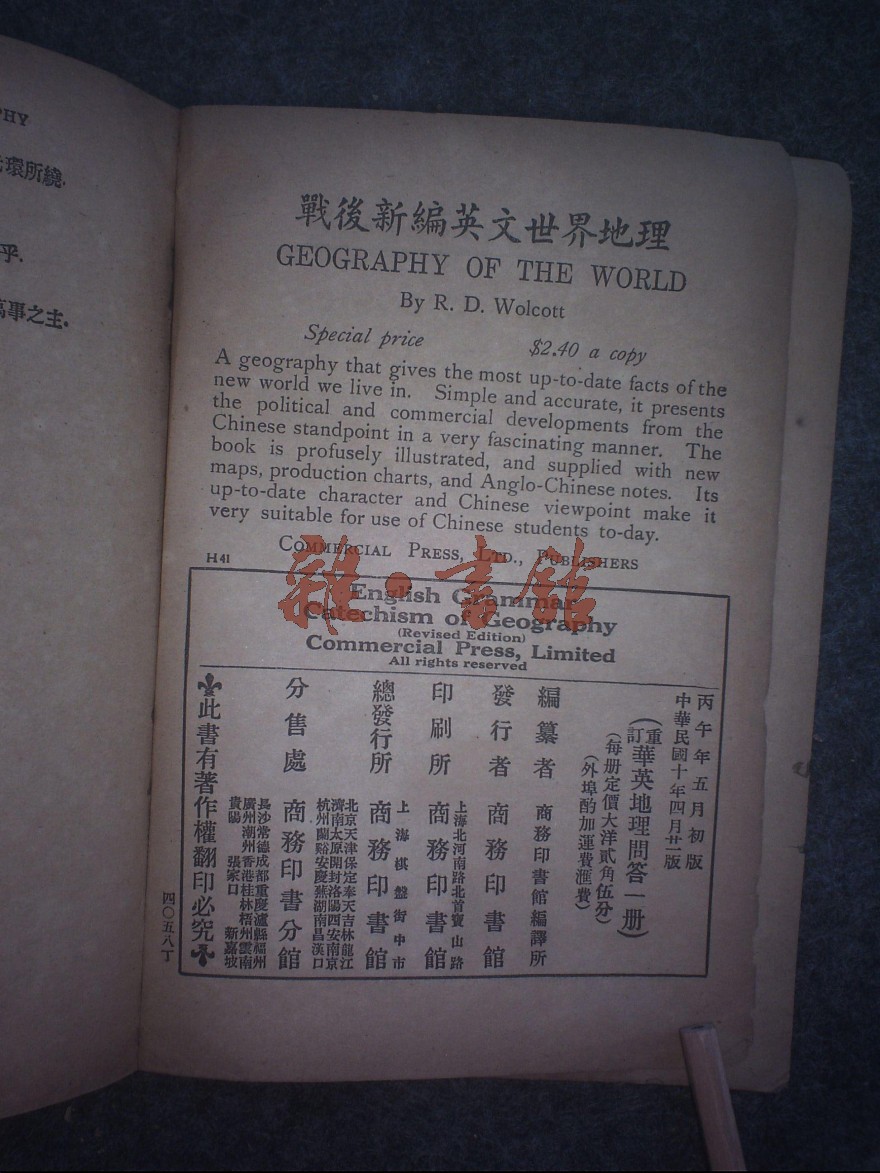 PHY
環所繞.
乎.
事之主.
戰後新編英文世界地理
GEOGRAPHY OF THE WORLD
By R. D. Wolcott
Special price $2.40 a copy
A geography that gives the most up-to-date facts of the
new world we live in. Simple and accurate, it presents
the political and commercial developments from the
Chinese standpoint in a very fascinating manner. The
book is profusely illustrated, and supplied with new
maps, production charts, and Anglo-Chinese notes. Its
up-to-date character and Chinese viewpoint make it
very suitable for use of Chinese students to-day.
COMMERCIAL PRESS, LTD., PUBLISHERS
H 41
雜·書館
English Grammar
Catechism of Geography
(Revised Edition)
Commercial Press, Limited
All rights reserved
丙午年五月初版
中華民國十年四月廿一版
(重訂華英地理問答一册)
(每册定價大洋貳角伍分)
(外埠酌加運費滙費)
編纂者 商務印書館編譯所
發行者 商務印書館
印刷所 上海北河南路北首寶山路 商務印書館
總發行所 上海棋盤街中市 商務印書館
分售處 商務印書分館
北京天津保定奉天吉林龍江
濟南太原開封洛陽西安南京
杭州蘭谿安慶蕪湖南昌漢口
長沙常德成都重慶瀘縣福州
廣州潮州香港桂林梧州雲南
貴陽 張家口 新嘉坡
此書有著作權翻印必究
四〇五八丁